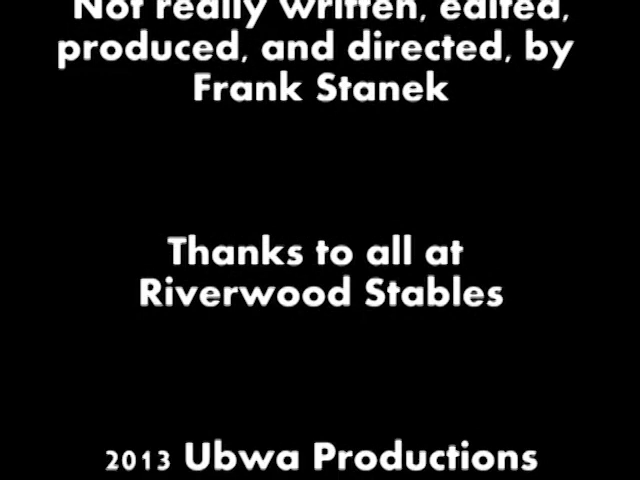 Not really written, edited,
produced, and directed, by
Frank Stanek
Thanks to all at
Riverwood Stables
2013 Ubwa Productions